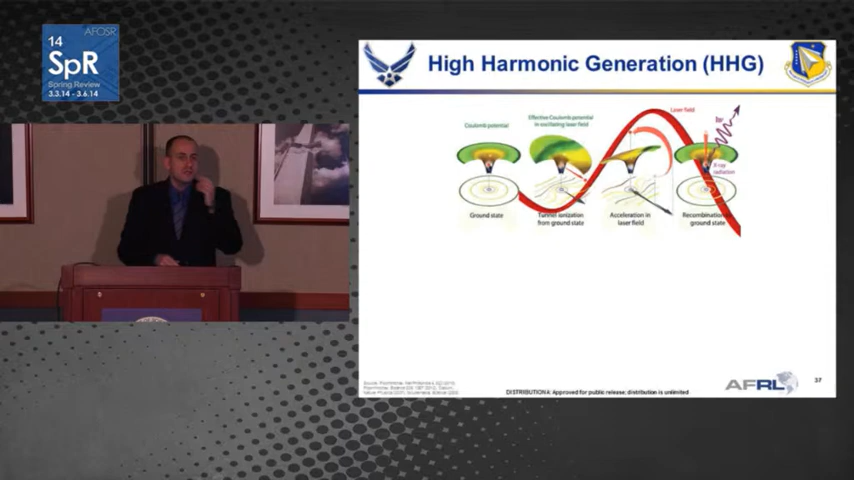 AFOSR
14
SpR
Spring Review
3.3.14 - 3.6.14
High Harmonic Generation (HHG)
Coulomb potential
Effective Coulomb potential
in oscillating laser field
Laser field
hν
X-ray
radiation
Ground state
Tunnel ionization
from ground state
Acceleration in
laser field
Recombination to
ground state
DISTRIBUTION A: Approved for public release; distribution is unlimited
AFRL
37